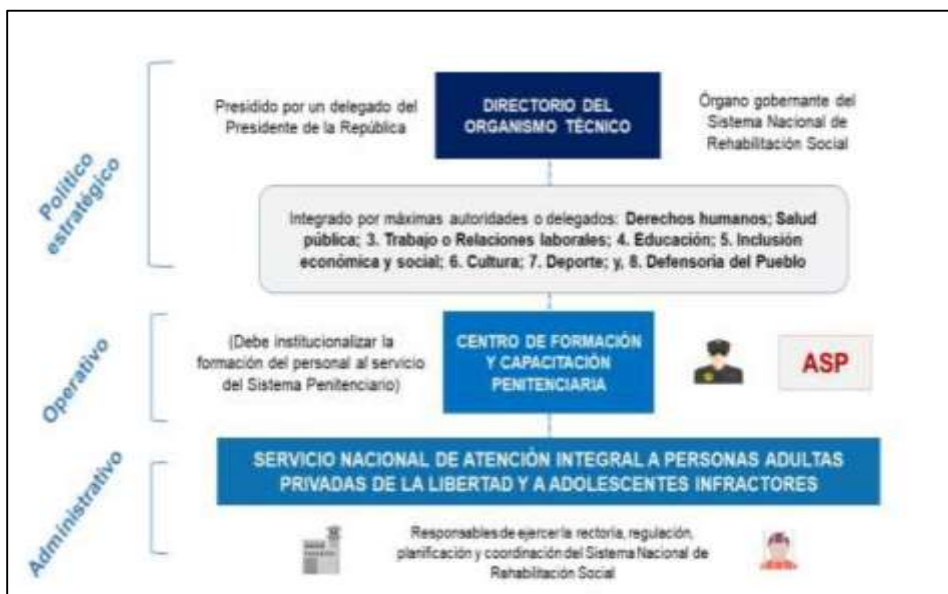 Político
estratégico
Presidido por un delegado del
Presidente de la República
DIRECTORIO DEL
ORGANISMO TÉCNICO
Órgano gobernante del
Sistema Nacional de
Rehabilitación Social
Integrado por máximas autoridades o delegados: Derechos humanos; Salud
pública; 3. Trabajo o Relaciones laborales; 4. Educación; 5. Inclusión
económica y social; 6. Cultura; 7. Deporte; y, 8. Defensoría del Pueblo
Operativo
(Debe institucionalizar la
formación del personal al servicio
del Sistema Penitenciario)
CENTRO DE FORMACIÓN
Y CAPACITACIÓN
PENITENCIARIA
ASP
Administrativo
SERVICIO NACIONAL DE ATENCIÓN INTEGRAL A PERSONAS ADULTAS
PRIVADAS DE LA LIBERTAD Y A ADOLESCENTES INFRACTORES
Responsables de ejercer la rectoría, regulación,
planificación y coordinación del Sistema Nacional de
Rehabilitación Social